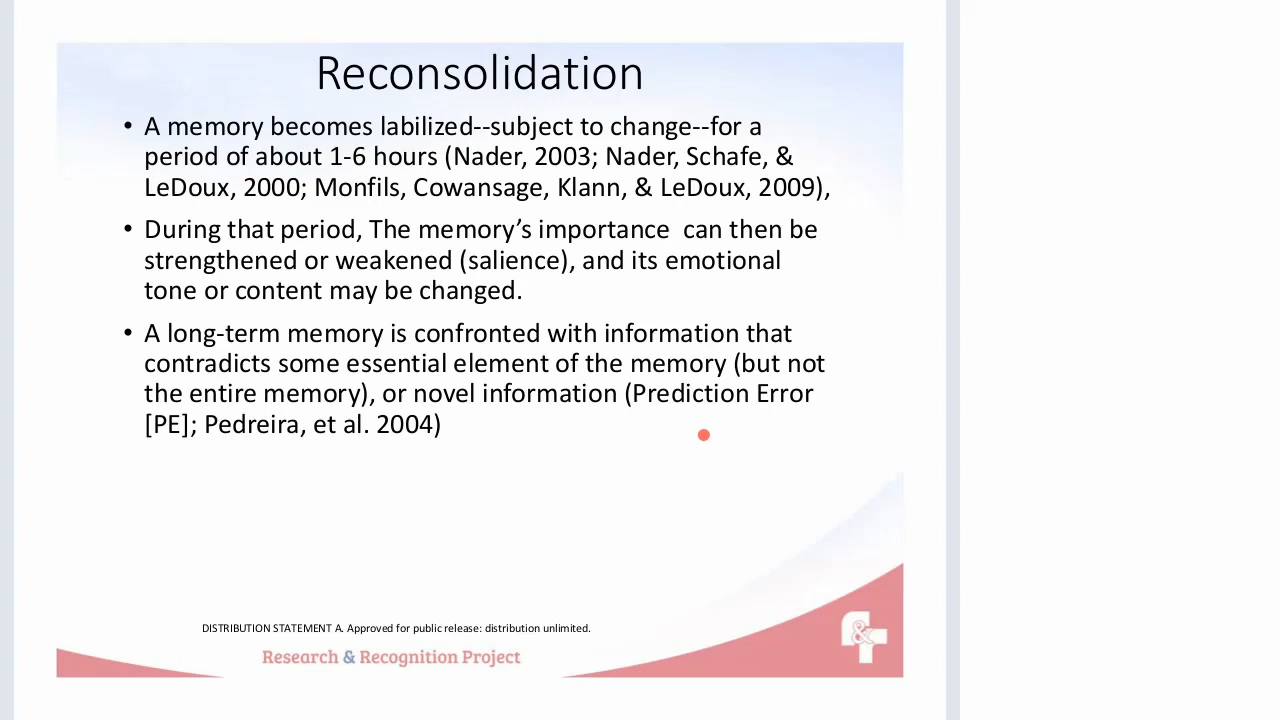 Reconsolidation
• A memory becomes labilized--subject to change--for a
period of about 1-6 hours (Nader, 2003; Nader, Schafe, &
LeDoux, 2000; Monfils, Cowansage, Klann, & LeDoux, 2009),
• During that period, The memory’s importance  can then be
strengthened or weakened (salience), and its emotional
tone or content may be changed.
• A long-term memory is confronted with information that
contradicts some essential element of the memory (but not
the entire memory), or novel information (Prediction Error
[PE]; Pedreira, et al. 2004)
DISTRIBUTION STATEMENT A. Approved for public release: distribution unlimited.
Research & Recognition Project
&